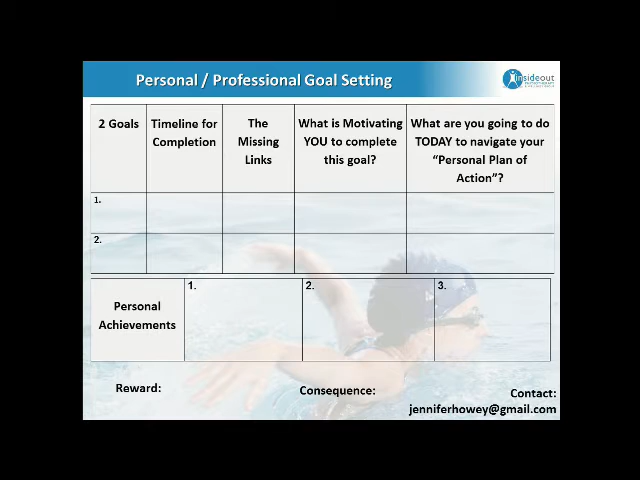 Personal / Professional Goal Setting
insideout
2 Goals
Timeline for
Completion
The
Missing
Links
What is Motivating
YOU to complete
this goal?
What are you going to do
TODAY to navigate your
“Personal Plan of
Action”?
1.
2.
Personal
Achievements
1.
2.
3.
Reward:
Consequence:
Contact:
jenniferhowey@gmail.com